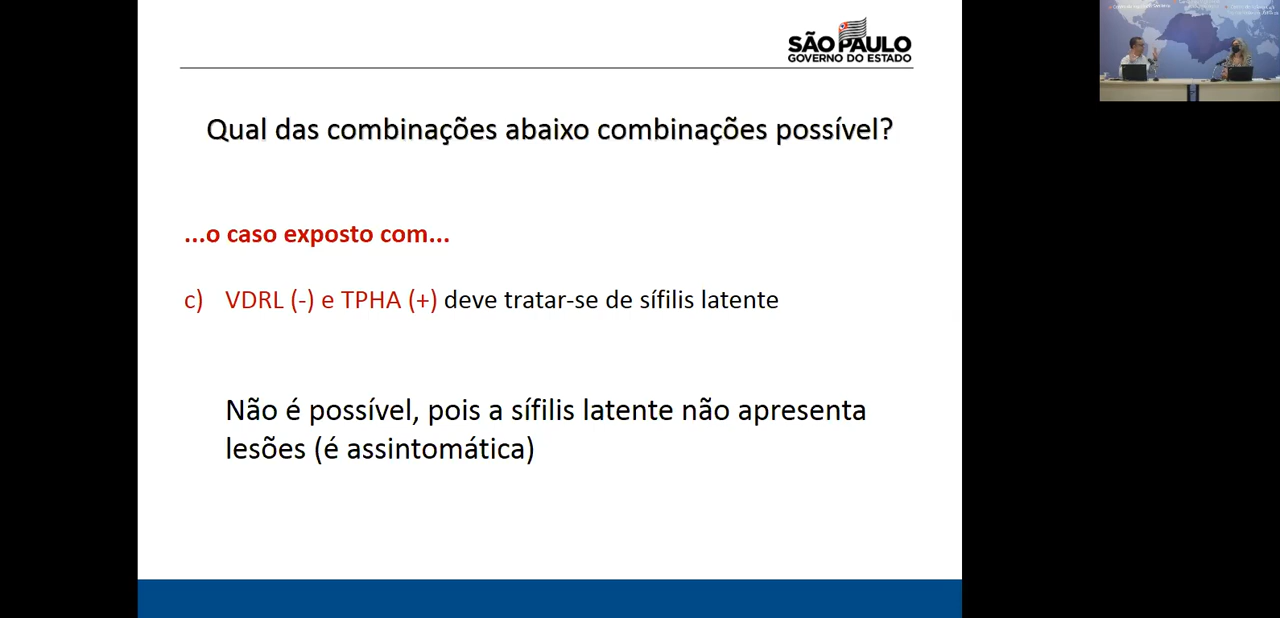 SÃO PAULO
GOVERNO DO ESTADO
Qual das combinações abaixo combinações possível?
...o caso exposto com...
c) VDRL (-) e TPHA (+) deve tratar-se de sífilis latente
Não é possível, pois a sífilis latente não apresenta
lesões (é assintomática)